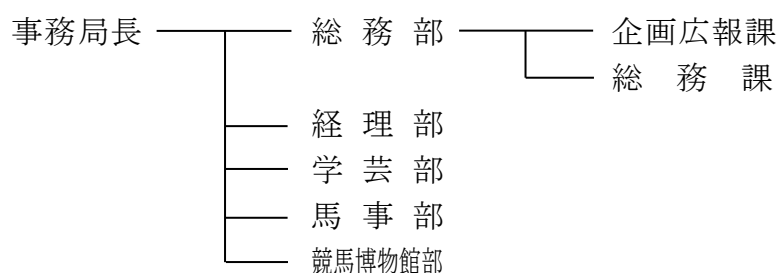 事務局長 総務部 企画広報課
総務課
経理部
学芸部
馬事部
競馬博物館部